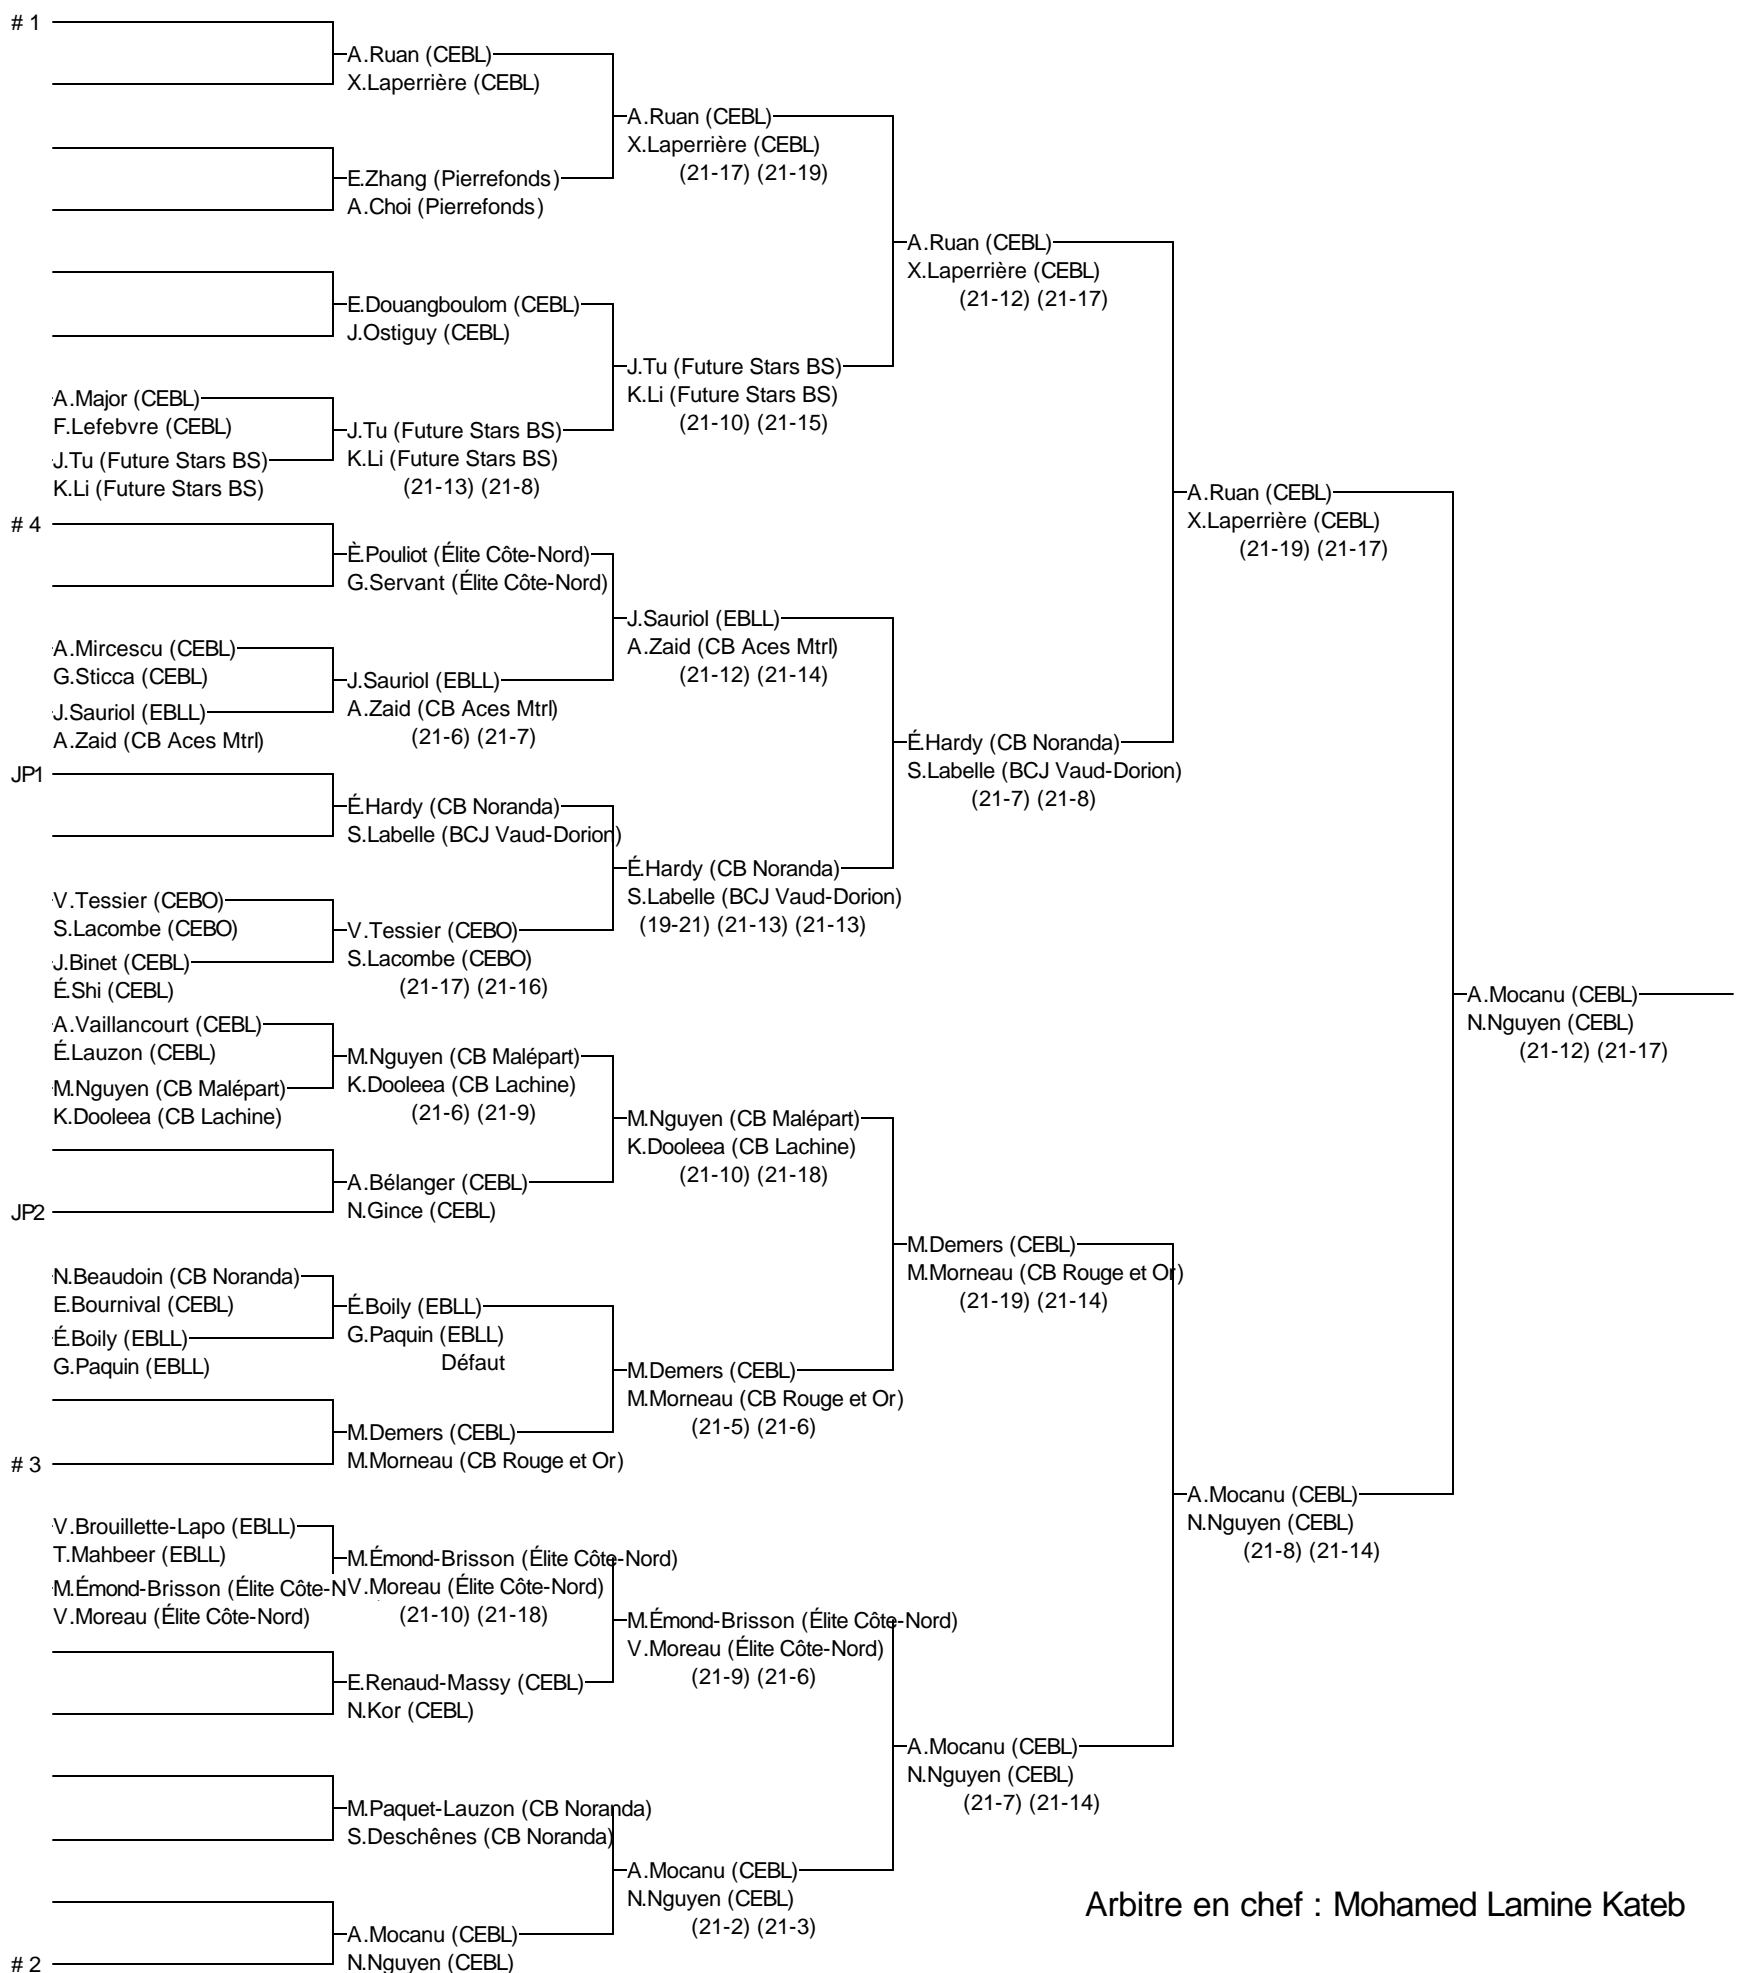 # 1
A.Ruan (CEBL)
X.Laperrière (CEBL)
A.Ruan (CEBL)
X.Laperrière (CEBL)
(21-17) (21-19)
E.Zhang (Pierrefonds)
A.Choi (Pierrefonds)
A.Ruan (CEBL)
X.Laperrière (CEBL)
(21-12) (21-17)
E.Douangboulom (CEBL)
J.Ostiguy (CEBL)
J.Tu (Future Stars BS)
K.Li (Future Stars BS)
(21-10) (21-15)
A.Major (CEBL)
F.Lefebvre (CEBL)
J.Tu (Future Stars BS)
K.Li (Future Stars BS)
J.Tu (Future Stars BS)
K.Li (Future Stars BS)
(21-13) (21-8)
A.Ruan (CEBL)
X.Laperrière (CEBL)
(21-19) (21-17)
# 4
È.Pouliot (Élite Côte-Nord)
G.Servant (Élite Côte-Nord)
J.Sauriol (EBLL)
A.Zaid (CB Aces Mtrl)
(21-12) (21-14)
A.Mircescu (CEBL)
G.Sticca (CEBL)
J.Sauriol (EBLL)
A.Zaid (CB Aces Mtrl)
J.Sauriol (EBLL)
A.Zaid (CB Aces Mtrl)
(21-6) (21-7)
É.Hardy (CB Noranda)
S.Labelle (BCJ Vaud-Dorion)
(21-7) (21-8)
JP1
É.Hardy (CB Noranda)
S.Labelle (BCJ Vaud-Dorion)
É.Hardy (CB Noranda)
S.Labelle (BCJ Vaud-Dorion)
(19-21) (21-13) (21-13)
V.Tessier (CEBO)
S.Lacombe (CEBO)
J.Binet (CEBL)
É.Shi (CEBL)
V.Tessier (CEBO)
S.Lacombe (CEBO)
(21-17) (21-16)
A.Mocanu (CEBL)
N.Nguyen (CEBL)
(21-12) (21-17)
A.Vaillancourt (CEBL)
É.Lauzon (CEBL)
M.Nguyen (CB Malépart)
K.Dooleea (CB Lachine)
M.Nguyen (CB Malépart)
K.Dooleea (CB Lachine)
(21-6) (21-9)
M.Nguyen (CB Malépart)
K.Dooleea (CB Lachine)
(21-10) (21-18)
A.Bélanger (CEBL)
N.Gince (CEBL)
JP2
M.Demers (CEBL)
M.Morneau (CB Rouge et Or)
(21-19) (21-14)
N.Beaudoin (CB Noranda)
E.Bournival (CEBL)
É.Boily (EBLL)
G.Paquin (EBLL)
É.Boily (EBLL)
G.Paquin (EBLL)
Défaut
M.Demers (CEBL)
M.Morneau (CB Rouge et Or)
(21-5) (21-6)
M.Demers (CEBL)
M.Morneau (CB Rouge et Or)
# 3
A.Mocanu (CEBL)
N.Nguyen (CEBL)
(21-8) (21-14)
V.Brouillette-Lapo (EBLL)
T.Mahbeer (EBLL)
M.Émond-Brisson (Élite Côte-N
V.Moreau (Élite Côte-Nord)
M.Émond-Brisson (Élite Côte-Nord)
V.Moreau (Élite Côte-Nord)
(21-10) (21-18)
M.Émond-Brisson (Élite Côte-Nord)
V.Moreau (Élite Côte-Nord)
(21-9) (21-6)
E.Renaud-Massy (CEBL)
N.Kor (CEBL)
A.Mocanu (CEBL)
N.Nguyen (CEBL)
(21-7) (21-14)
M.Paquet-Lauzon (CB Noranda)
S.Deschênes (CB Noranda)
A.Mocanu (CEBL)
N.Nguyen (CEBL)
(21-2) (21-3)
A.Mocanu (CEBL)
N.Nguyen (CEBL)
# 2
Arbitre en chef : Mohamed Lamine Kateb